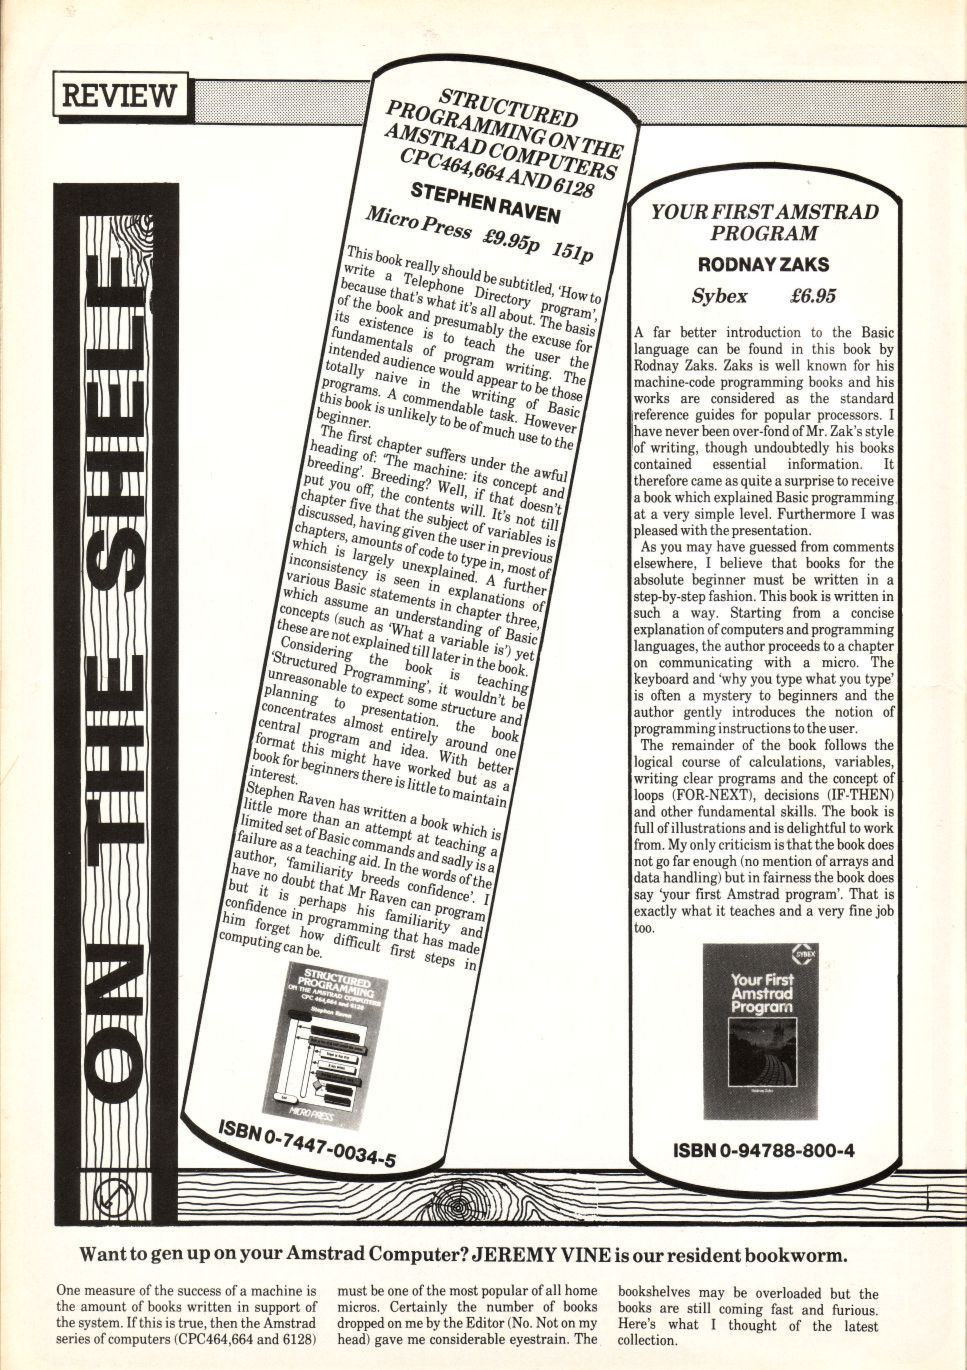 REVIEW
ON THE SHELF
STRUCTURED
PROGRAMMING ON THE
AMSTRAD COMPUTERS
CPC464,664 AND 6128
STEPHEN RAVEN
Micro Press £9.95p 151p
This book really should be subtitled, 'How to
write a Telephone Directory program',
because that's what it's all about. The basis
of the book and presumably the excuse for
its existence is to teach the user the
fundamentals of program writing. The
intended audience would appear to be those
totally naive in the writing of Basic
programs. A commendable task. However
this book is unlikely to be of much use to the
beginner.
The first chapter suffers under the awful
heading of: 'The machine: its concept and
breeding'. Breeding? Well, if that doesn't
put you off, the contents will. It's not till
chapter five that the subject of variables is
discussed, having given the user in previous
chapters, amounts of code to type in, most of
which is largely unexplained. A further
inconsistency is seen in explanations of
various Basic statements in chapter three,
which assume an understanding of Basic
concepts (such as 'What a variable is') yet
these are not explained till later in the book.
Considering the book is teaching
'Structured Programming', it wouldn't be
unreasonable to expect some structure and
planning to presentation. the book
concentrates almost entirely around one
central program and idea. With better
format this might have worked but as a
book for beginners there is little to maintain
interest.
Stephen Raven has written a book which is
little more than an attempt at teaching a
limited set of Basic commands and sadly is a
failure as a teaching aid. In the words of the
author, 'familiarity breeds confidence'. I
have no doubt that Mr Raven can program
but it is perhaps his familiarity and
confidence in programming that has made
him forget how difficult first steps in
computing can be.
STRUCTURED
PROGRAMMING
ON THE AMSTRAD COMPUTERS
CPC 464,664 and 6128
Stephen Raven
MICRO PRESS
ISBN 0-7447-0034-5
YOUR FIRST AMSTRAD
PROGRAM
RODNAY ZAKS
Sybex £6.95
A far better introduction to the Basic
language can be found in this book by
Rodnay Zaks. Zaks is well known for his
machine-code programming books and his
works are considered as the standard
reference guides for popular processors. I
have never been over-fond of Mr. Zak's style
of writing, though undoubtedly his books
contained essential information. It
therefore came as quite a surprise to receive
a book which explained Basic programming
at a very simple level. Furthermore I was
pleased with the presentation.
As you may have guessed from comments
elsewhere, I believe that books for the
absolute beginner must be written in a
step-by-step fashion. This book is written in
such a way. Starting from a concise
explanation of computers and programming
languages, the author proceeds to a chapter
on communicating with a micro. The
keyboard and 'why you type what you type'
is often a mystery to beginners and the
author gently introduces the notion of
programming instructions to the user.
The remainder of the book follows the
logical course of calculations, variables,
writing clear programs and the concept of
loops (FOR-NEXT), decisions (IF-THEN)
and other fundamental skills. The book is
full of illustrations and is delightful to work
from. My only criticism is that the book does
not go far enough (no mention of arrays and
data handling) but in fairness the book does
say 'your first Amstrad program'. That is
exactly what it teaches and a very fine job
too.
SYBEX
Your First
Amstrad
Program
Rodnay Zaks
ISBN 0-94788-800-4
Want to gen up on your Amstrad Computer? JEREMY VINE is our resident bookworm.
One measure of the success of a machine is
the amount of books written in support of
the system. If this is true, then the Amstrad
series of computers (CPC464,664 and 6128)
must be one of the most popular of all home
micros. Certainly the number of books
dropped on me by the Editor (No. Not on my
head) gave me considerable eyestrain. The
bookshelves may be overloaded but the
books are still coming fast and furious.
Here's what I thought of the latest
collection.